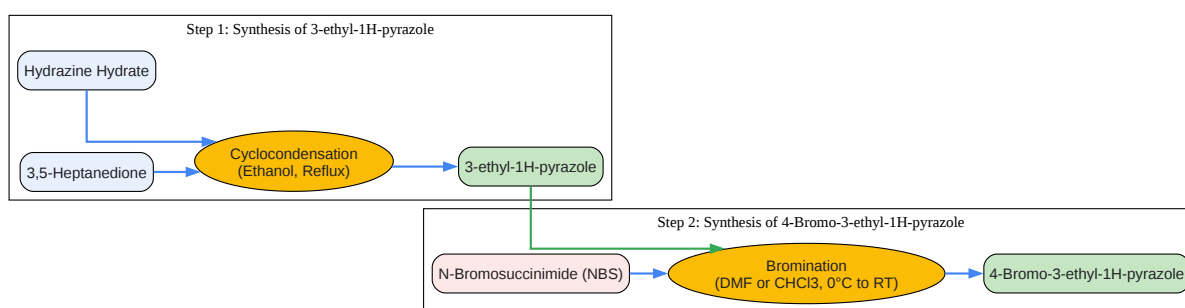 Step 1: Synthesis of 3-ethyl-1H-pyrazole
Hydrazine Hydrate
3,5-Heptanedione
Cyclocondensation
(Ethanol, Reflux)
3-ethyl-1H-pyrazole
Step 2: Synthesis of 4-Bromo-3-ethyl-1H-pyrazole
N-Bromosuccinimide (NBS)
Bromination
(DMF or CHCl3, 0°C to RT)
4-Bromo-3-ethyl-1H-pyrazole